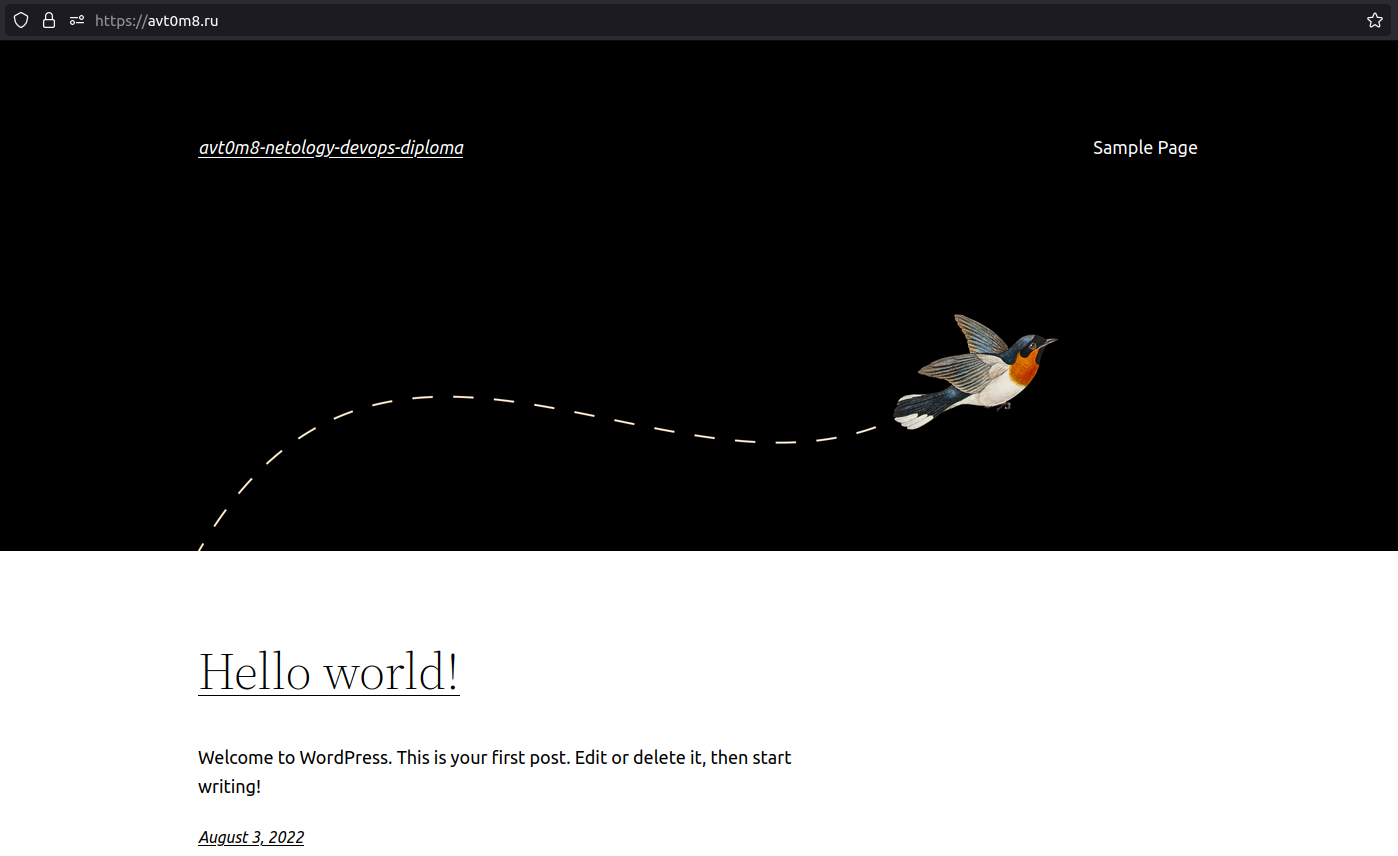 https://avt0m8.ru
avt0m8-netology-devops-diploma
Sample Page
Hello world!
Welcome to WordPress. This is your first post. Edit or delete it, then start
writing!
August 3, 2022